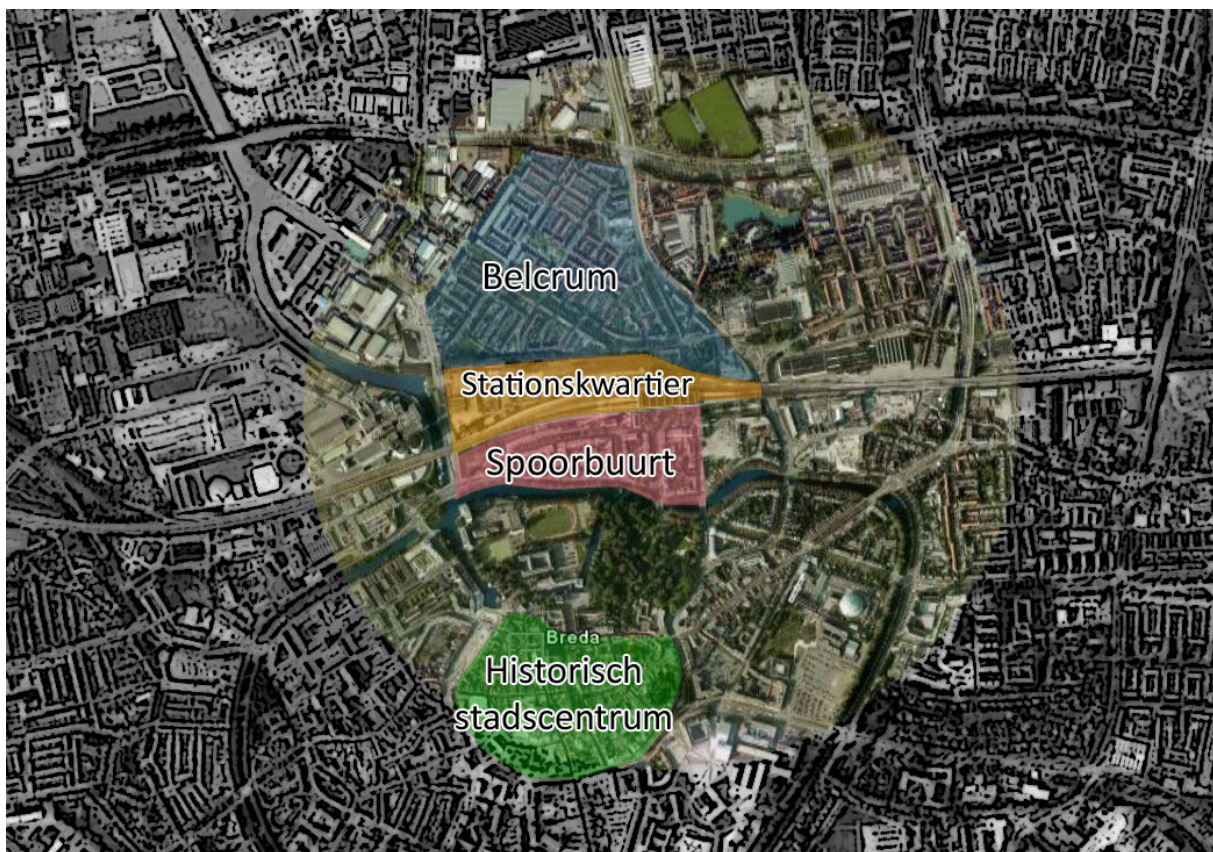 Belcrum
Stationskwartier
Spoorbuurt
Breda
Historisch
stadscentrum